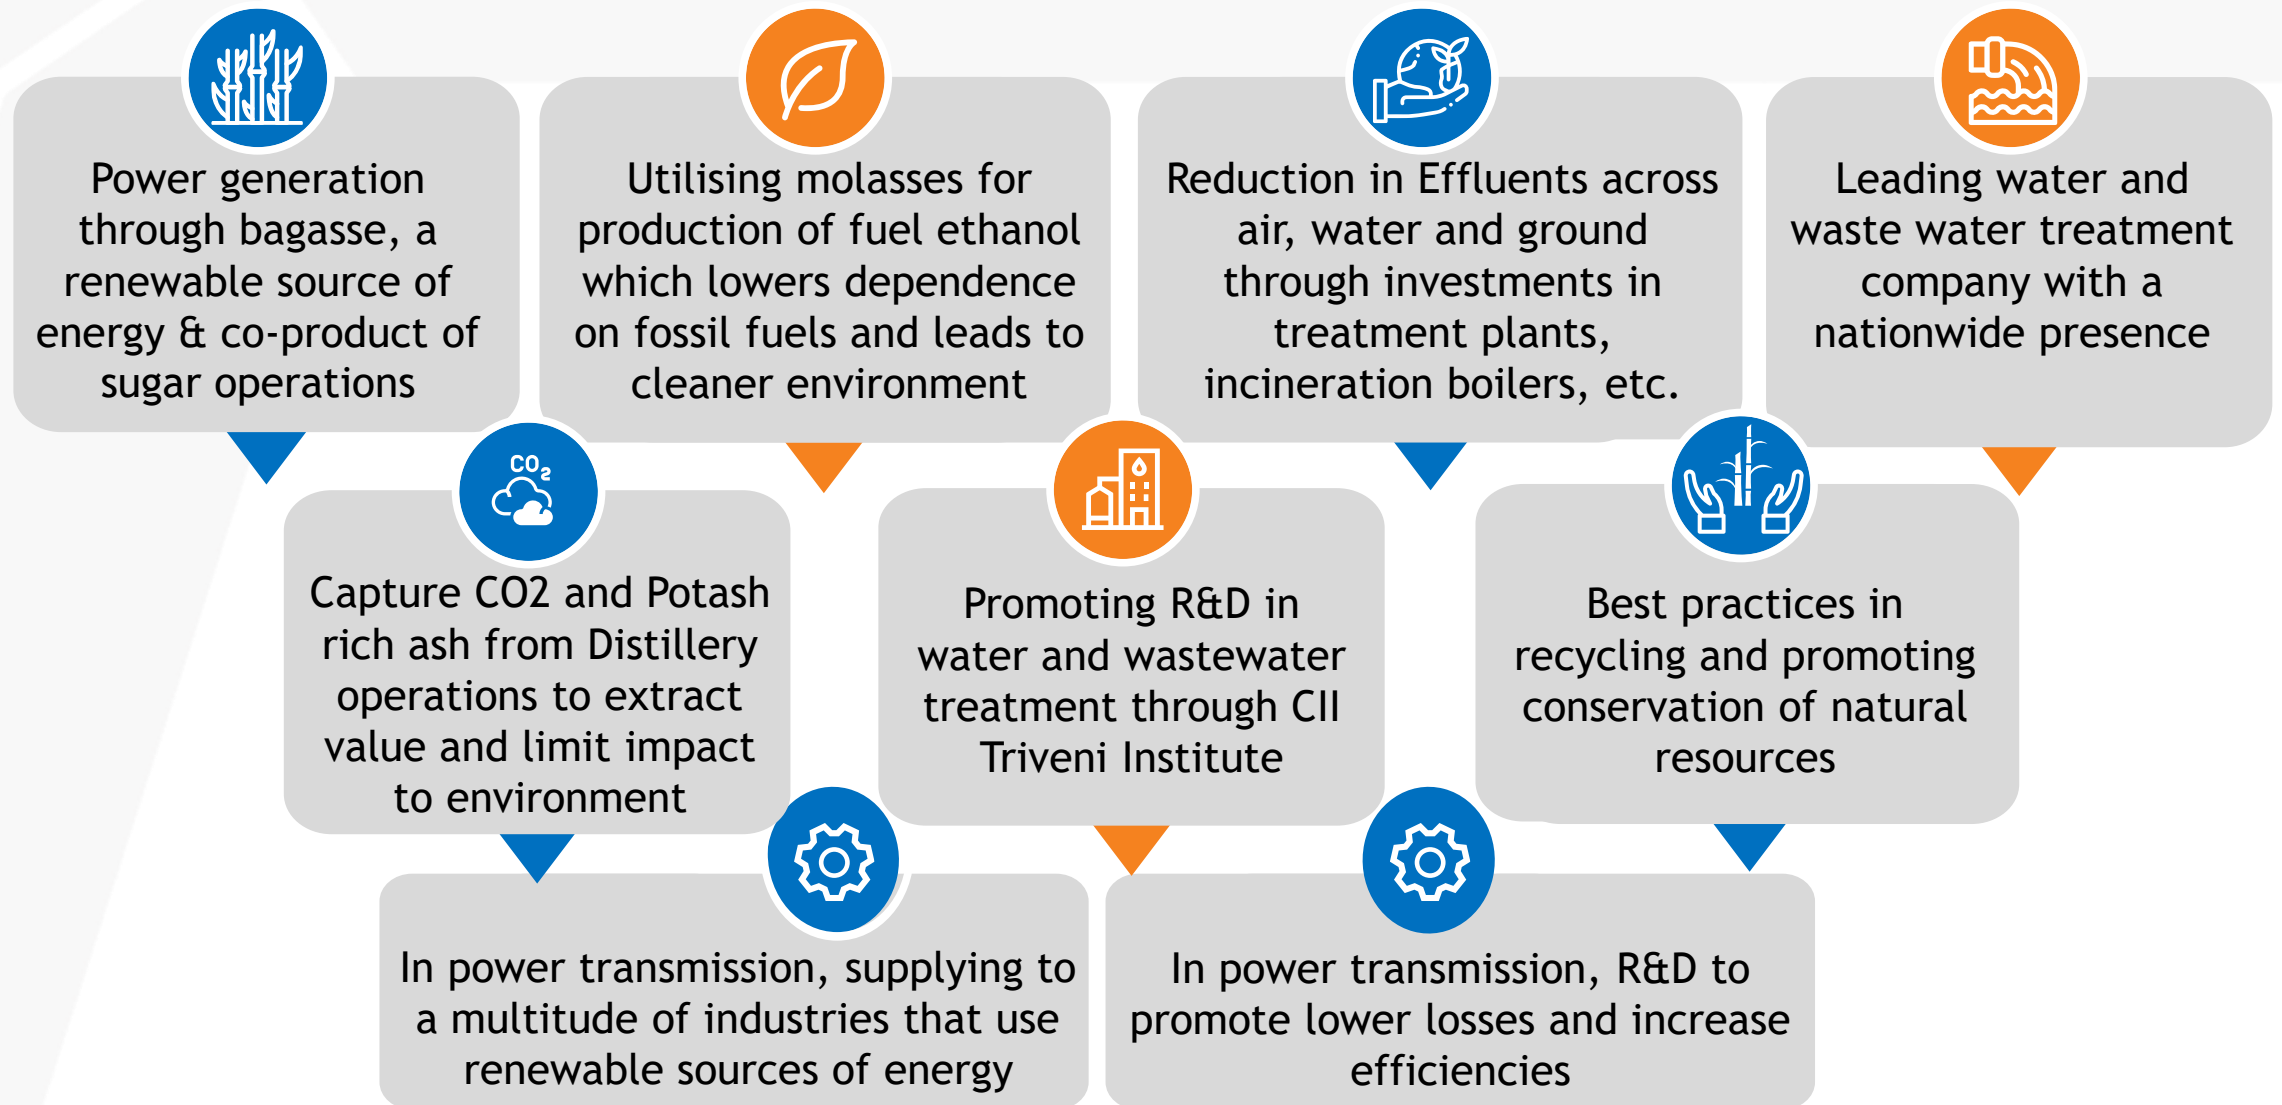 Power generation
through bagasse, a
renewable source of
energy & co-product of
sugar operations
Utilising molasses for
production of fuel ethanol
which lowers dependence
on fossil fuels and leads to
cleaner environment
Reduction in Effluents across
air, water and ground
through investments in
treatment plants,
incineration boilers, etc.
Leading water and
waste water treatment
company with a
nationwide presence
CO2
Capture CO2 and Potash
rich ash from Distillery
operations to extract
value and limit impact
to environment
Promoting R&D in
water and wastewater
treatment through CII
Triveni Institute
Best practices in
recycling and promoting
conservation of natural
resources
In power transmission, supplying to
a multitude of industries that use
renewable sources of energy
In power transmission, R&D to
promote lower losses and increase
efficiencies